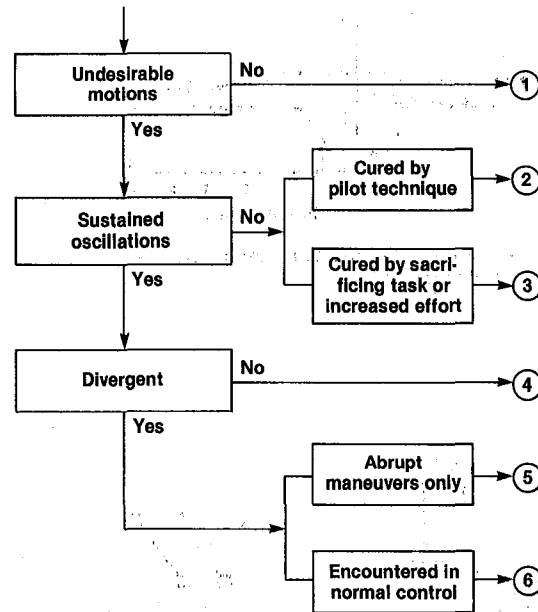 Undesirable
motions
No
1
Yes
Cured by
pilot technique
2
Sustained
oscillations
No
Cured by sacri-
ficing task or
increased effort
3
Yes
Divergent
No
4
Yes
Abrupt
maneuvers only
5
Encountered in
normal control
6